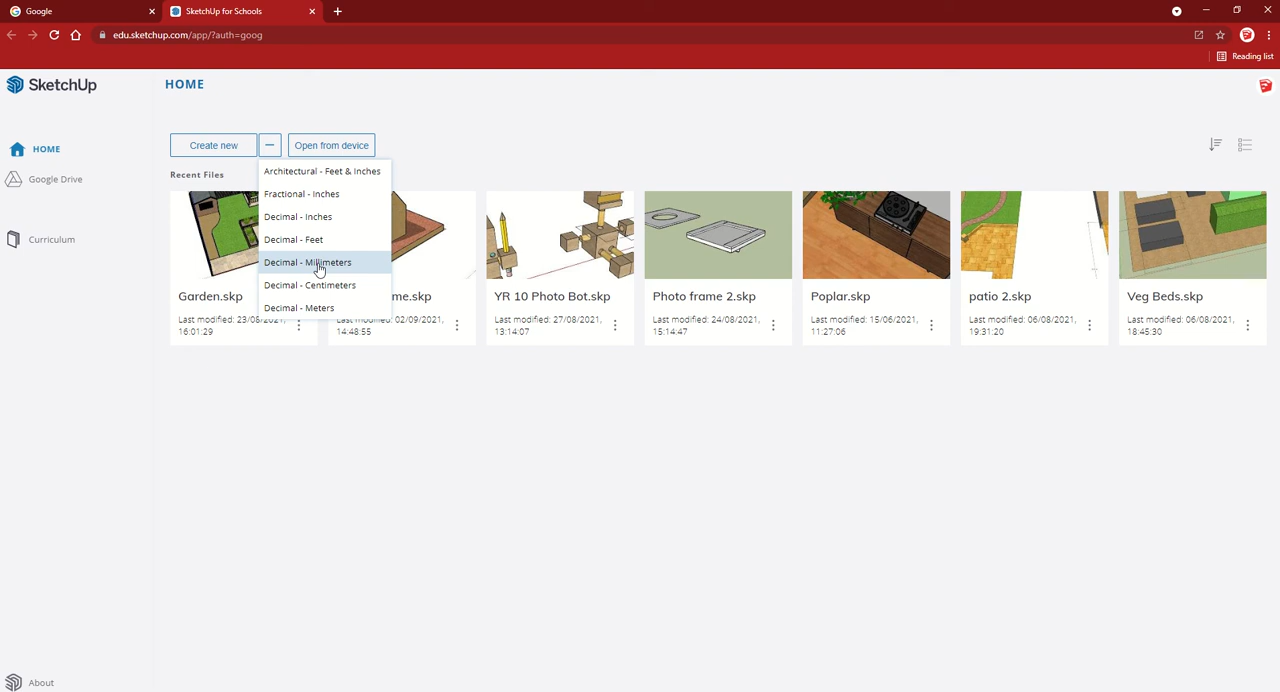 Google
SketchUp for Schools
edu.sketchup.com/app/?auth=goog
Reading list
SketchUp
HOME
HOME
Google Drive
Curriculum
About
Create new
Open from device
Architectural - Feet & Inches
Fractional - Inches
Decimal - Inches
Decimal - Feet
Decimal - Millimeters
Decimal - Centimeters
Decimal - Meters
Recent Files
Garden.skp
Last modified: 23/08/
16:01:29
me.skp
Last modified: 02/09/2021,
14:48:55
YR 10 Photo Bot.skp
Last modified: 27/08/2021,
13:14:07
Photo frame 2.skp
Last modified: 24/08/2021,
15:14:47
Poplar.skp
Last modified: 15/06/2021,
11:27:06
patio 2.skp
Last modified: 06/08/2021,
19:31:20
Veg Beds.skp
Last modified: 06/08/2021,
18:45:30